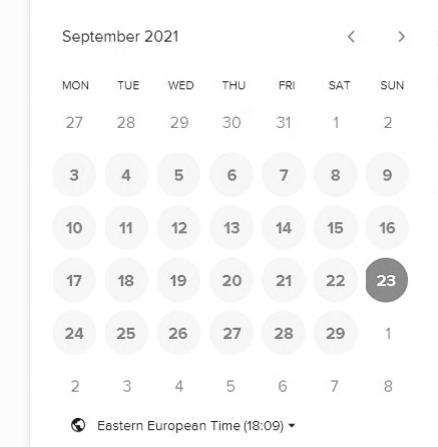 September 2021
MON TUE WED THU FRI SAT SUN
27 28 29 30 31 1 2
3 4 5 6 7 8 9
10 11 12 13 14 15 16
17 18 19 20 21 22 23
24 25 26 27 28 29 1
2 3 4 5 6 7 8
Eastern European Time (18:09)